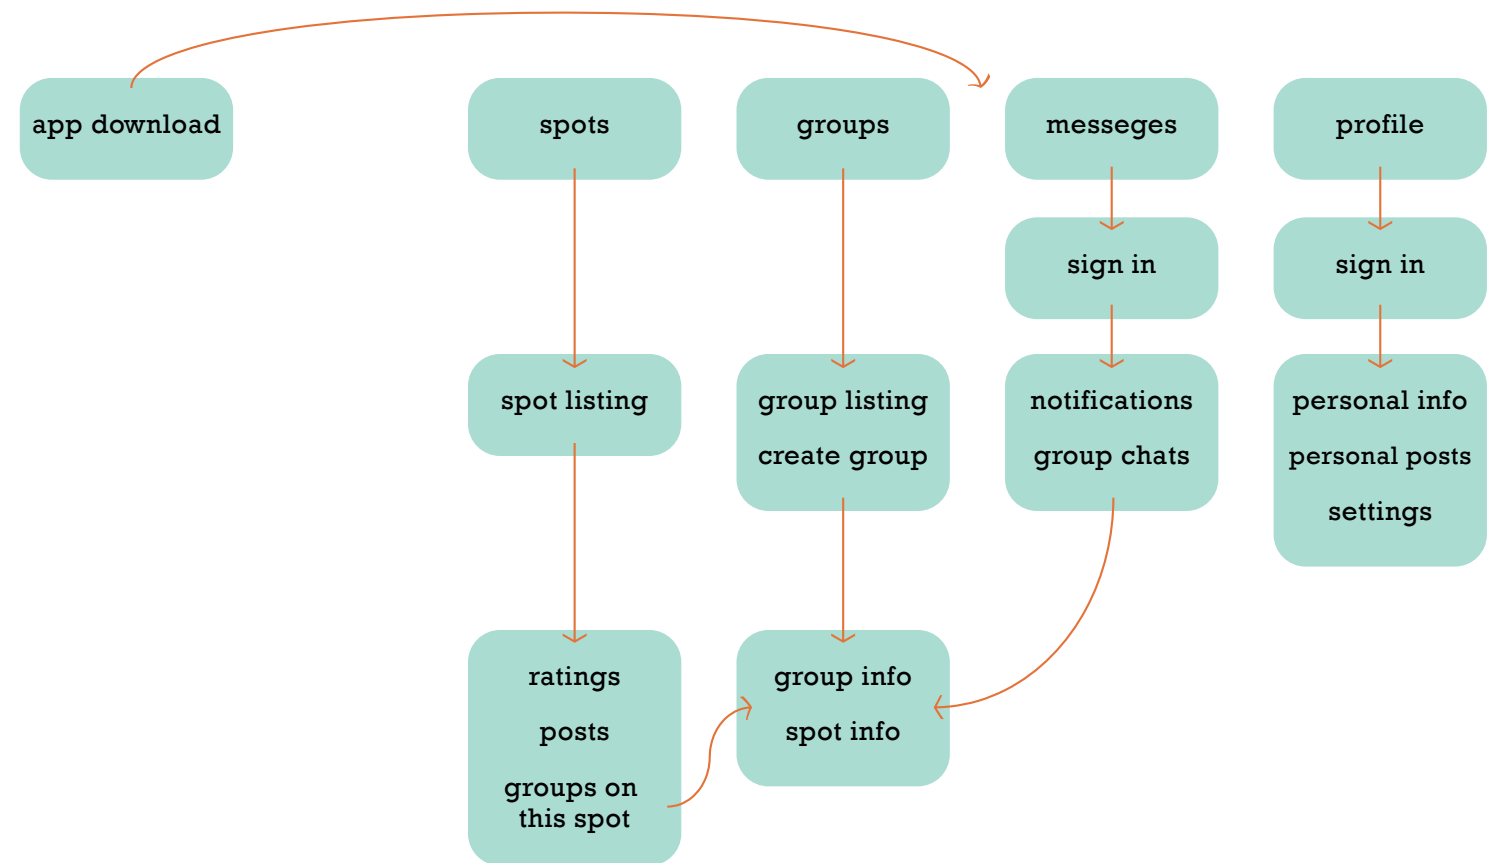 app download
spots
groups
messeges
profile
sign in
sign in
spot listing
group listing
create group
notifications
group chats
personal info
personal posts
settings
ratings
posts
groups on
this spot
group info
spot info